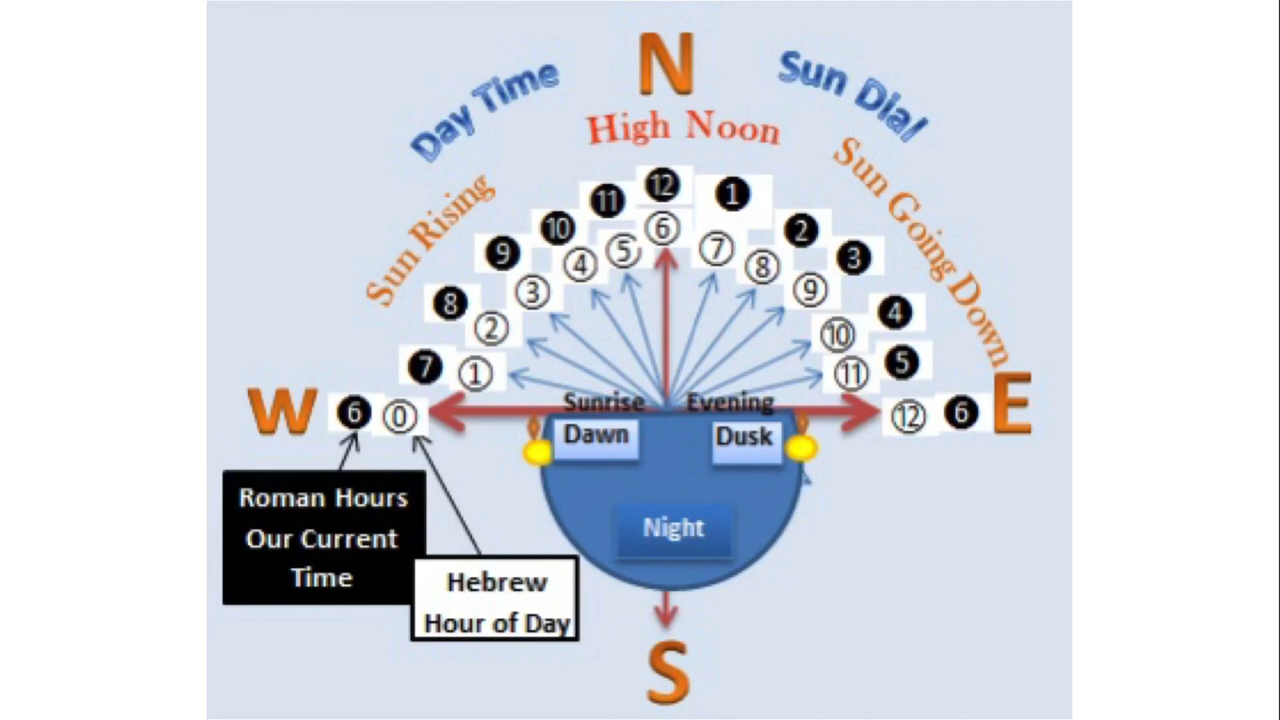 N
Day Time
Sun Dial
High Noon
Sun Rising
Sun Going Down
12
11
1
10
2
9
3
8
4
7
5
6
6
6
5
7
4
8
3
9
2
10
1
11
0
12
W
E
Sunrise
Evening
Dawn
Dusk
Night
Roman Hours
Our Current
Time
Hebrew
Hour of Day
S